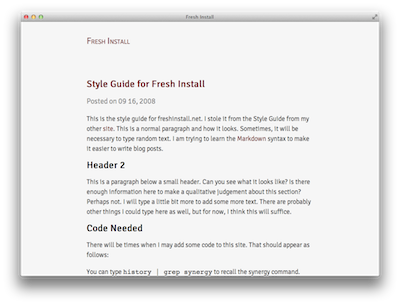 Fresh Install
Fresh Install
Style Guide for Fresh Install
Posted on 09 16, 2008
This is the style guide for freshinstall.net. I stole it from the Style Guide from my
other site. This is a normal paragraph and how it looks. Sometimes, it will be
necessary to type random text. I am trying to learn the Markdown syntax to make
it easier to write blog posts.
Header 2
This is a paragraph below a small header. Can you see what it looks like? Is there
enough information here to make a qualitative judgement about this section?
Perhaps not. I will type a little bit more to add some more text. There are probably
other things I could type here as well, but for now, I think this will suffice.
Code Needed
There will be times when I may add some code to this site. That should appear as
follows:
You can type history | grep synergy to recall the synergy command.